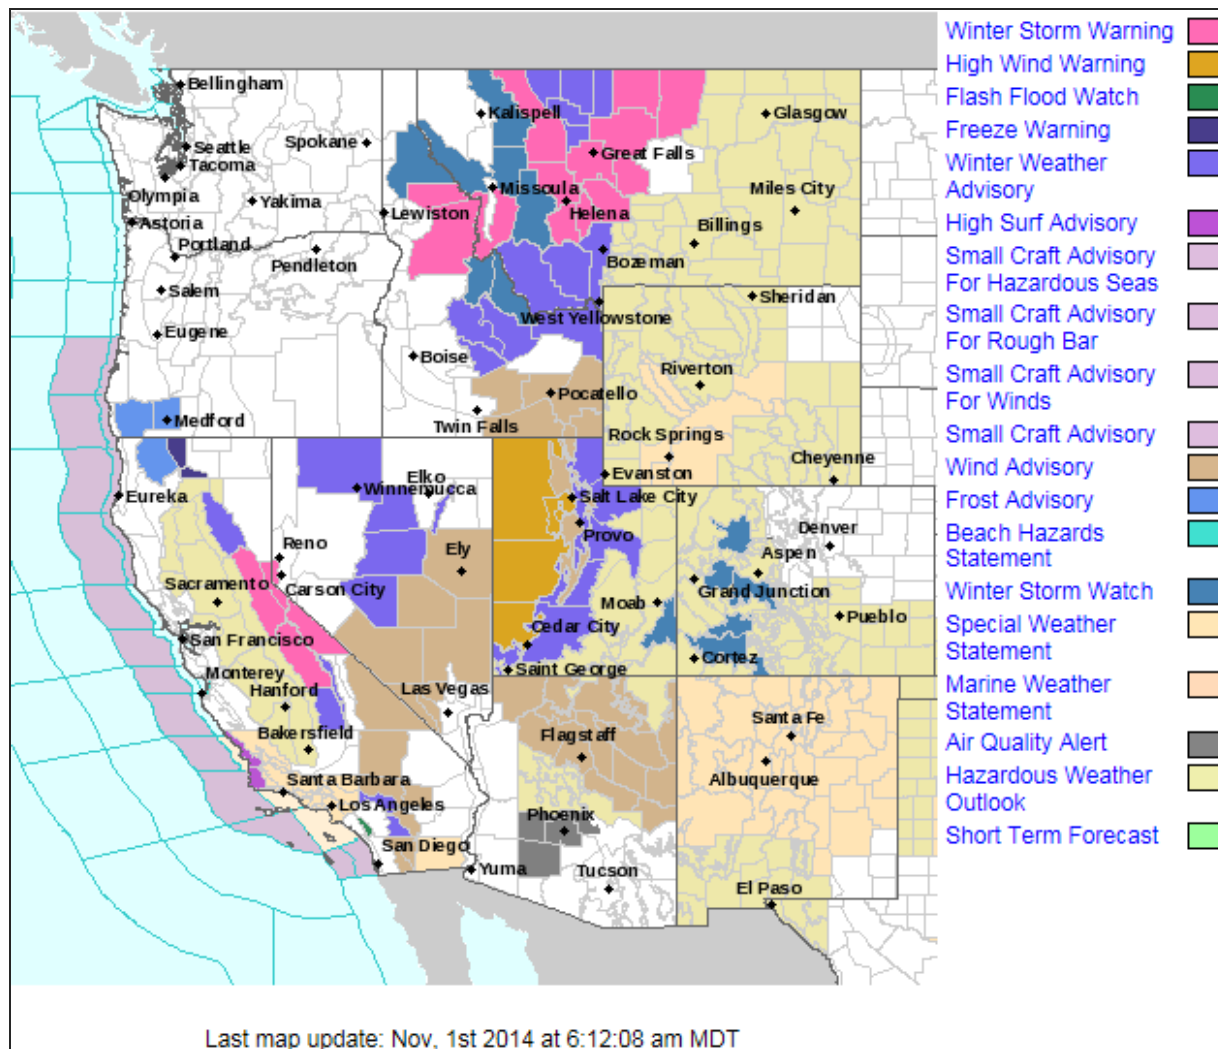 Bellingham
Seattle
Tacoma
Olympia
Astoria
Portland
Salem
Eugene
Medford
Spokane
Yakima
Pendleton
Lewiston
Kalispell
Missoula
Great Falls
Helena
Bozeman
Glasgow
Miles City
Billings
West Yellowstone
Sheridan
Boise
Pocatello
Twin Falls
Riverton
Rock Springs
Evanston
Cheyenne
Eureka
Winnemucca
Elko
Reno
Carson City
Ely
Salt Lake City
Provo
Denver
Aspen
Grand Junction
Moab
Pueblo
Cortez
Sacramento
San Francisco
Monterey
Hanford
Bakersfield
Las Vegas
Cedar City
Saint George
Santa Barbara
Los Angeles
San Diego
Flagstaff
Phoenix
Yuma
Tucson
Santa Fe
Albuquerque
El Paso
Winter Storm Warning
High Wind Warning
Flash Flood Watch
Freeze Warning
Winter Weather
Advisory
High Surf Advisory
Small Craft Advisory
For Hazardous Seas
Small Craft Advisory
For Rough Bar
Small Craft Advisory
For Winds
Small Craft Advisory
Wind Advisory
Frost Advisory
Beach Hazards
Statement
Winter Storm Watch
Special Weather
Statement
Marine Weather
Statement
Air Quality Alert
Hazardous Weather
Outlook
Short Term Forecast
Last map update: Nov, 1st 2014 at 6:12:08 am MDT